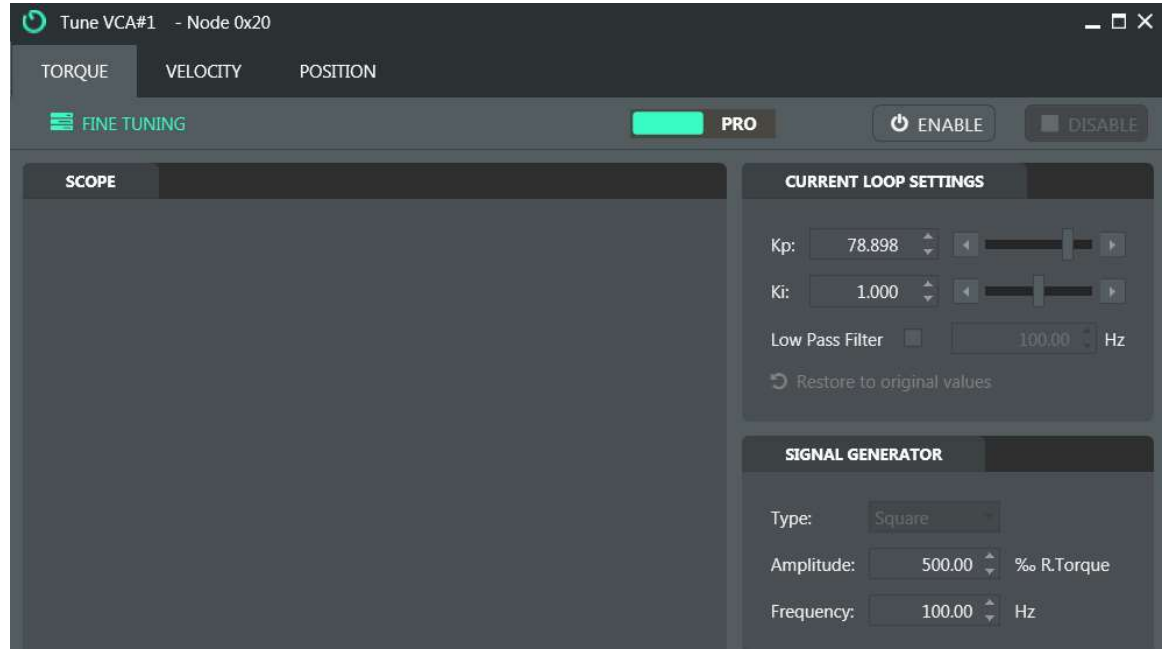 Tune VCA#1 - Node 0x20
TORQUE VELOCITY POSITION
FINE TUNING PRO ENABLE DISABLE
SCOPE
CURRENT LOOP SETTINGS
Kp: 78.898
Ki: 1.000
Low Pass Filter 100.00 Hz
Restore to original values
SIGNAL GENERATOR
Type: Square
Amplitude: 500.00 ‰ R.Torque
Frequency: 100.00 Hz